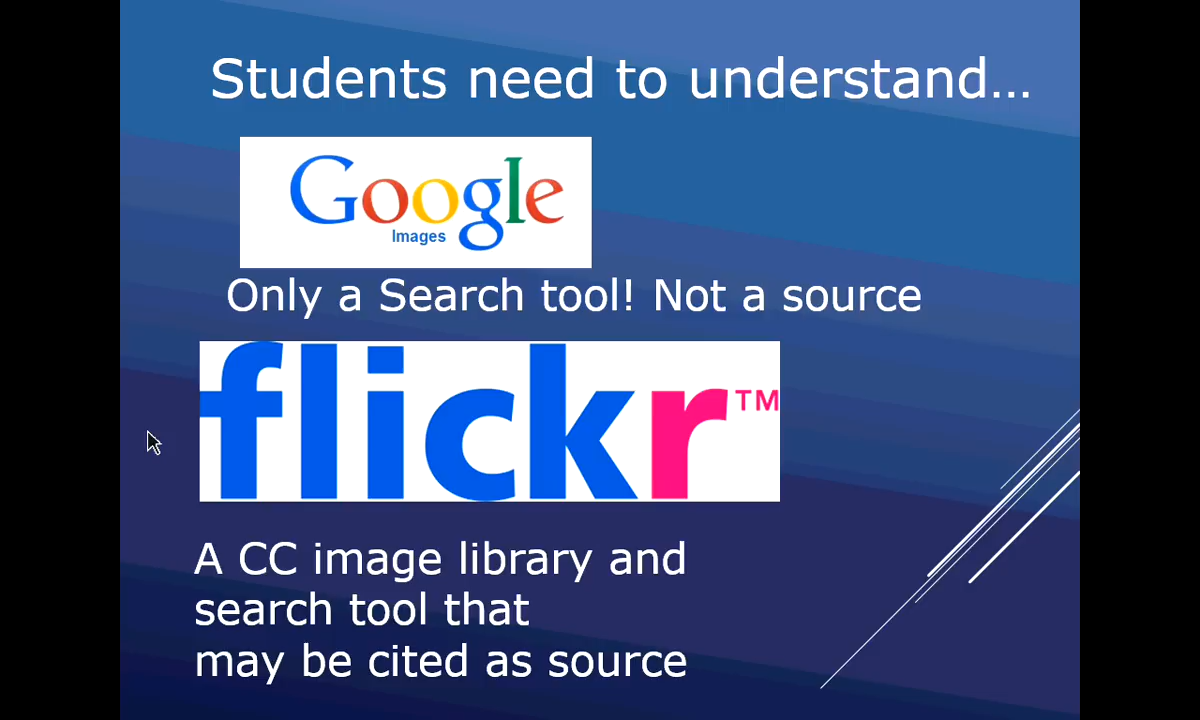 Students need to understand…
Google
Images
Only a Search tool! Not a source
flickr™
A CC image library and
search tool that
may be cited as source